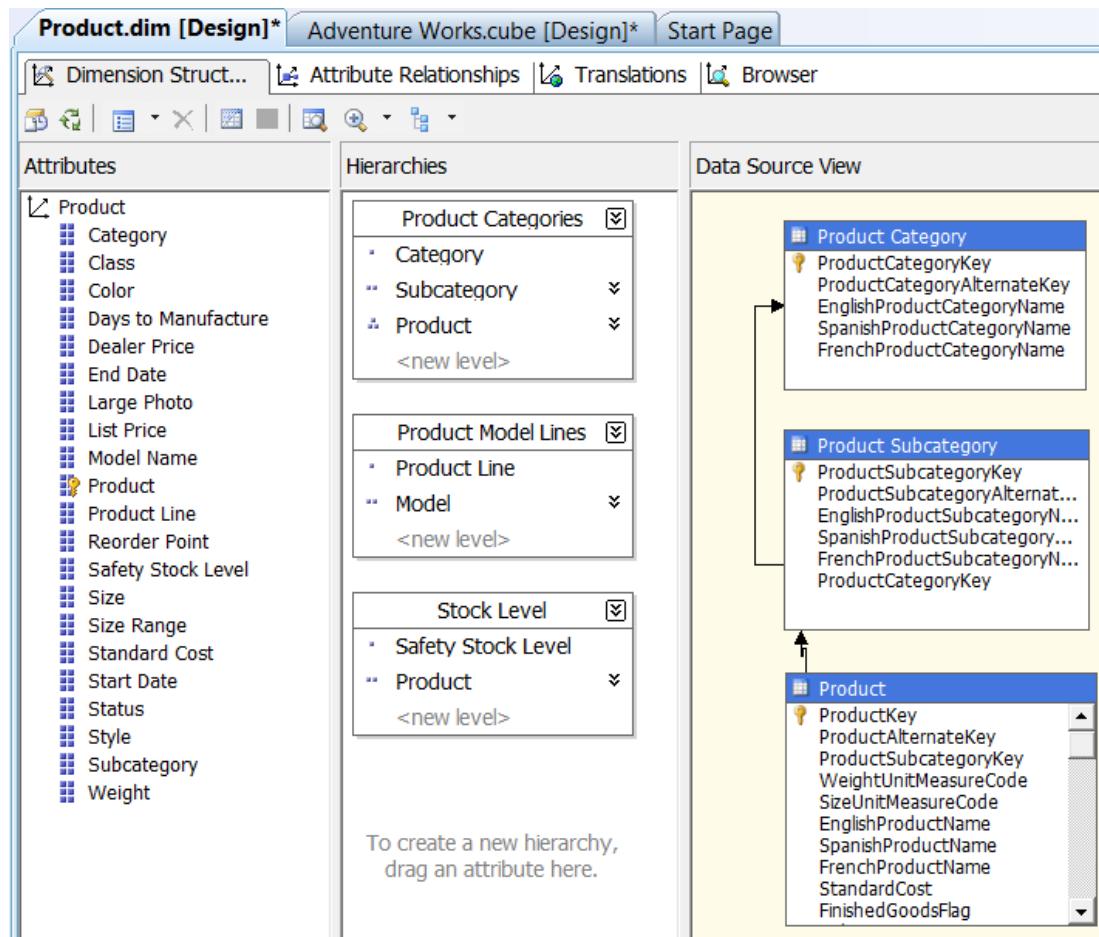 Product.dim [Design]* Adventure Works.cube [Design]* Start Page
Dimension Struct... Attribute Relationships Translations Browser
Attributes
Product
Category
Class
Color
Days to Manufacture
Dealer Price
End Date
Large Photo
List Price
Model Name
Product
Product Line
Reorder Point
Safety Stock Level
Size
Size Range
Standard Cost
Start Date
Status
Style
Subcategory
Weight
Hierarchies
Product Categories
Category
Subcategory
Product
<new level>
Product Model Lines
Product Line
Model
<new level>
Stock Level
Safety Stock Level
Product
<new level>
To create a new hierarchy,
drag an attribute here.
Data Source View
Product Category
ProductCategoryKey
ProductCategoryAlternateKey
EnglishProductCategoryName
SpanishProductCategoryName
FrenchProductCategoryName
Product Subcategory
ProductSubcategoryKey
ProductSubcategoryAlternat...
EnglishProductSubcategoryN...
SpanishProductSubcategory...
FrenchProductSubcategoryN...
ProductCategoryKey
Product
ProductKey
ProductAlternateKey
ProductSubcategoryKey
WeightUnitMeasureCode
SizeUnitMeasureCode
EnglishProductName
SpanishProductName
FrenchProductName
StandardCost
FinishedGoodsFlag